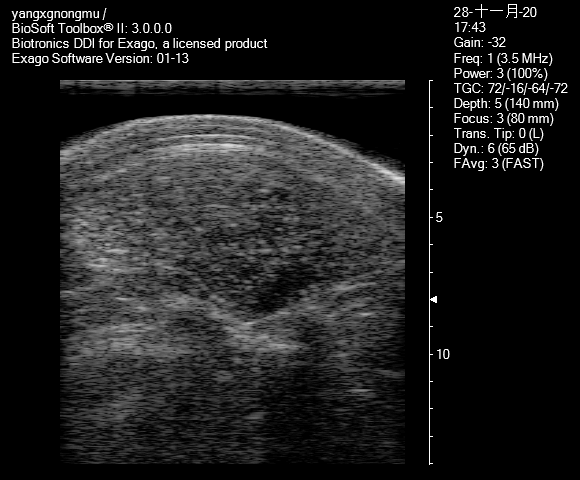 yangxgnongmu /
BioSoft Toolbox® II: 3.0.0.0
Biotronics DDI for Exago, a licensed product
Exago Software Version: 01-13
28-十一月-20
17:43
Gain: -32
Freq: 1 (3.5 MHz)
Power: 3 (100%)
TGC: 72/-16/-64/-72
Depth: 5 (140 mm)
Focus: 3 (80 mm)
Trans. Tip: 0 (L)
Dyn.: 6 (65 dB)
FAvg: 3 (FAST)
5
10